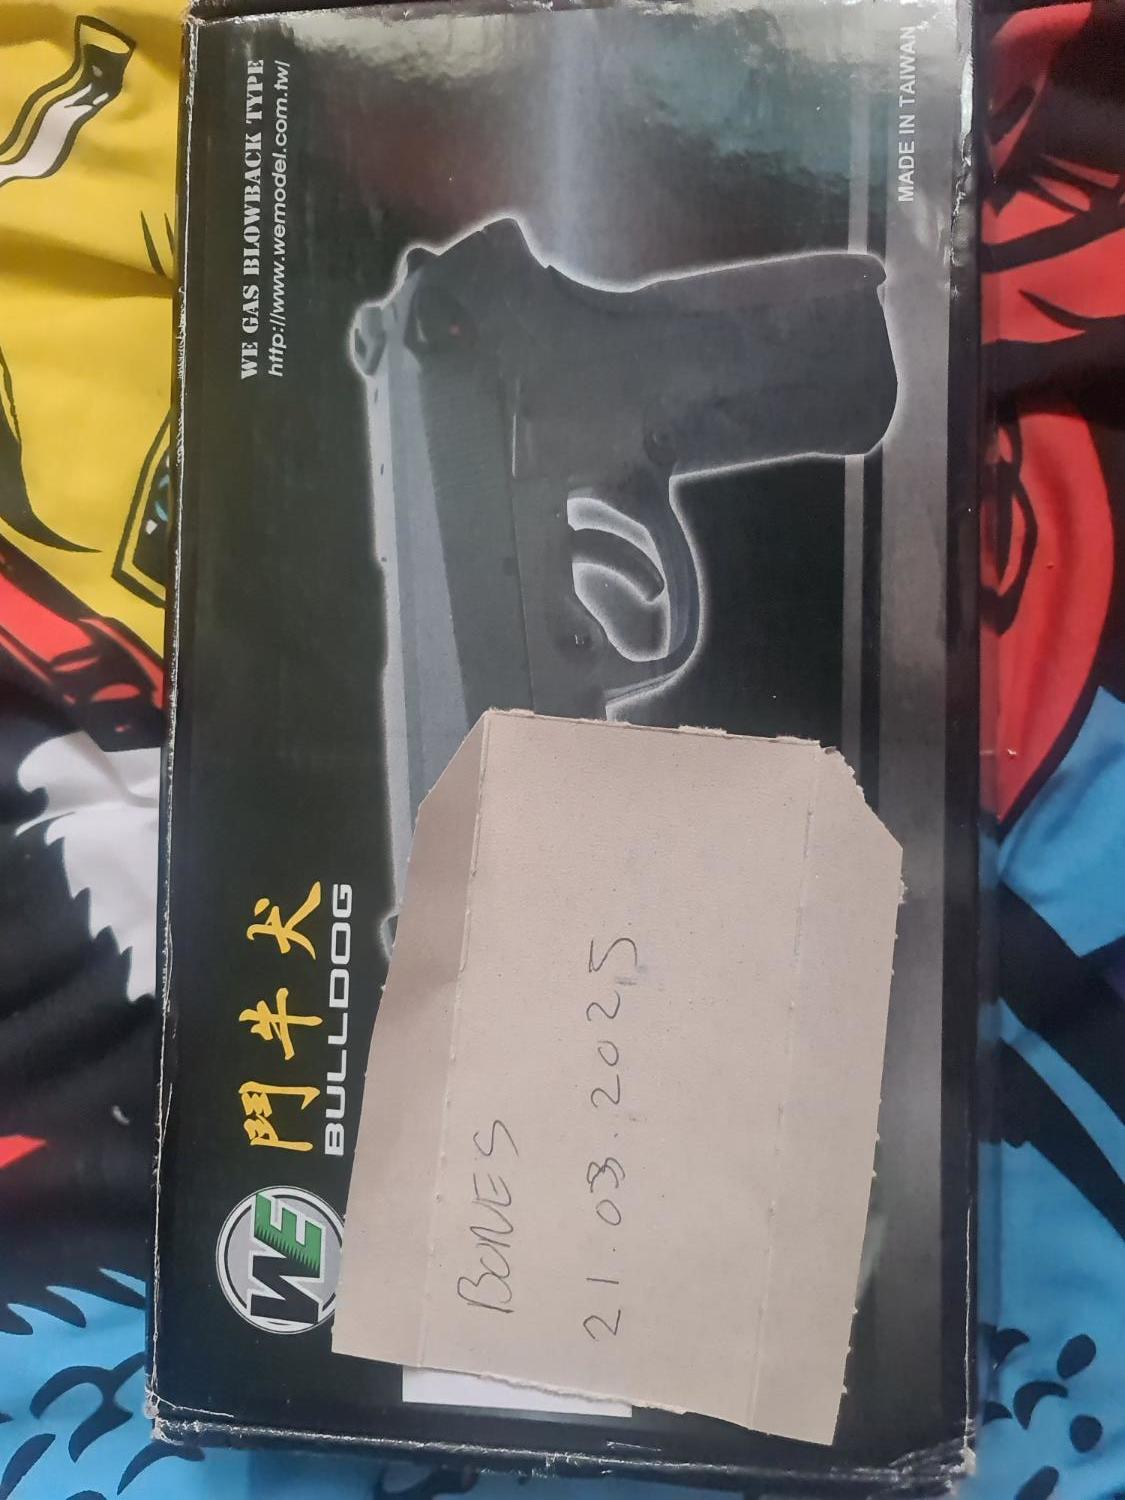 WE GAS BLOWBACK TYPE
http://www.wemodel.com.tw/
MADE IN TAIWAN
鬥牛犬
BULLDOG
WE
BONES
21.03.2025